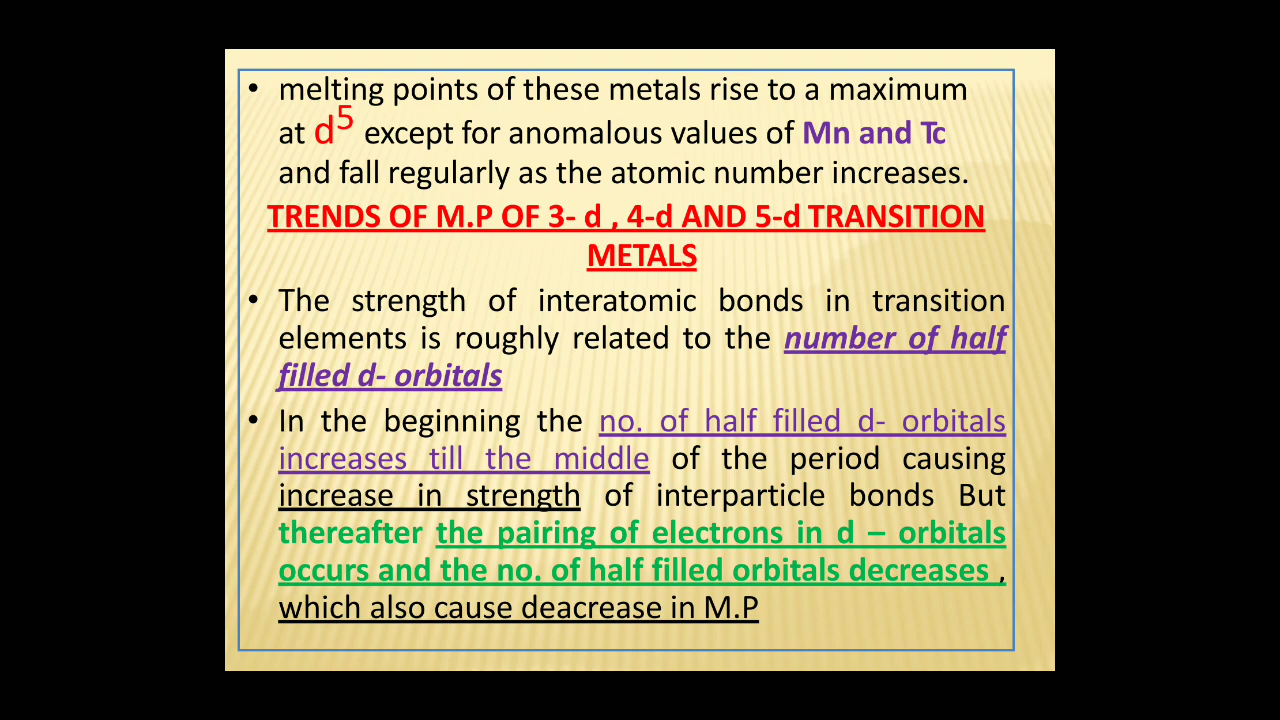 • melting points of these metals rise to a maximum
at d⁵ except for anomalous values of Mn and Tc
and fall regularly as the atomic number increases.
TRENDS OF M.P OF 3- d , 4-d AND 5-d TRANSITION
METALS
• The strength of interatomic bonds in transition
elements is roughly related to the number of half
filled d- orbitals
• In the beginning the no. of half filled d- orbitals
increases till the middle of the period causing
increase in strength of interparticle bonds But
thereafter the pairing of electrons in d – orbitals
occurs and the no. of half filled orbitals decreases ,
which also cause deacrease in M.P